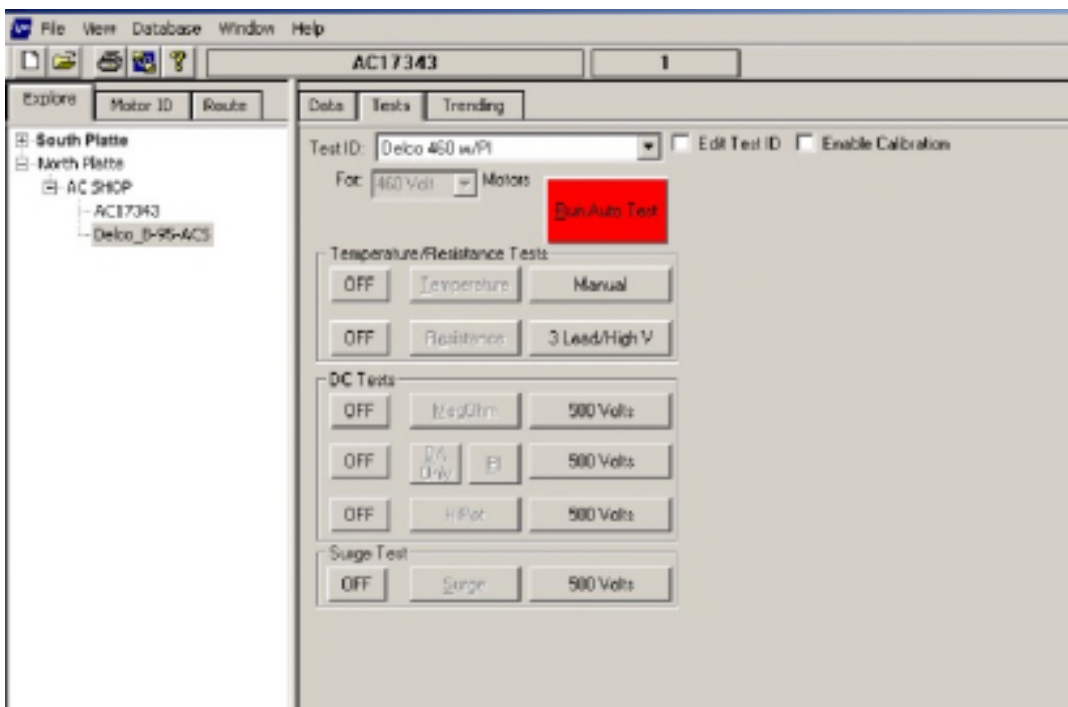 File View Database Window Help
AC17343 1
Explore Motor ID Route
South Platte
North Platte
AC SHOP
AC17343
Delco_8-95-ACS
Data Tests Trending
Test ID: Delco 460 w/PI Edit Test ID Enable Calibration
For: 460 Volt Motors
Run Auto Test
Temperature/Resistance Tests
OFF Temperature Manual
OFF Resistance 3 Lead/High V
DC Tests
OFF MegOhm 500 Volts
OFF DA Only PI 500 Volts
OFF HiPot 500 Volts
Surge Test
OFF Surge 500 Volts